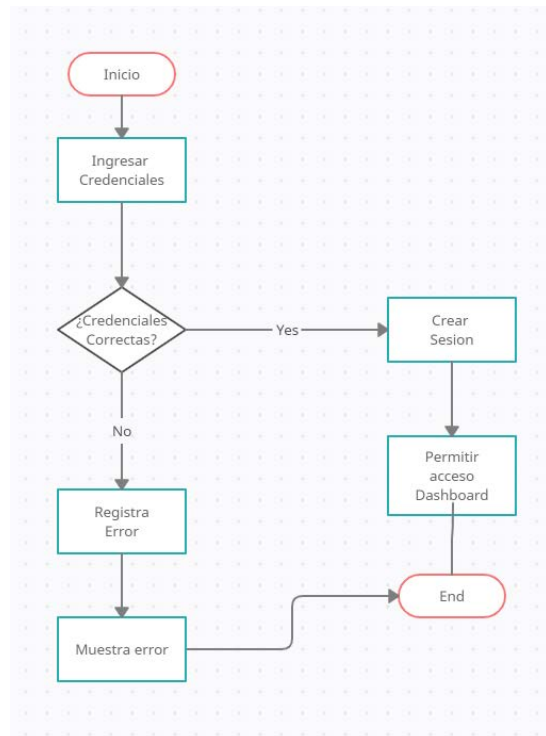 Inicio
Ingresar
Credenciales
¿Credenciales
Correctas?
Yes
Crear
Sesion
No
Permitir
acceso
Dashboard
Registra
Error
End
Muestra error